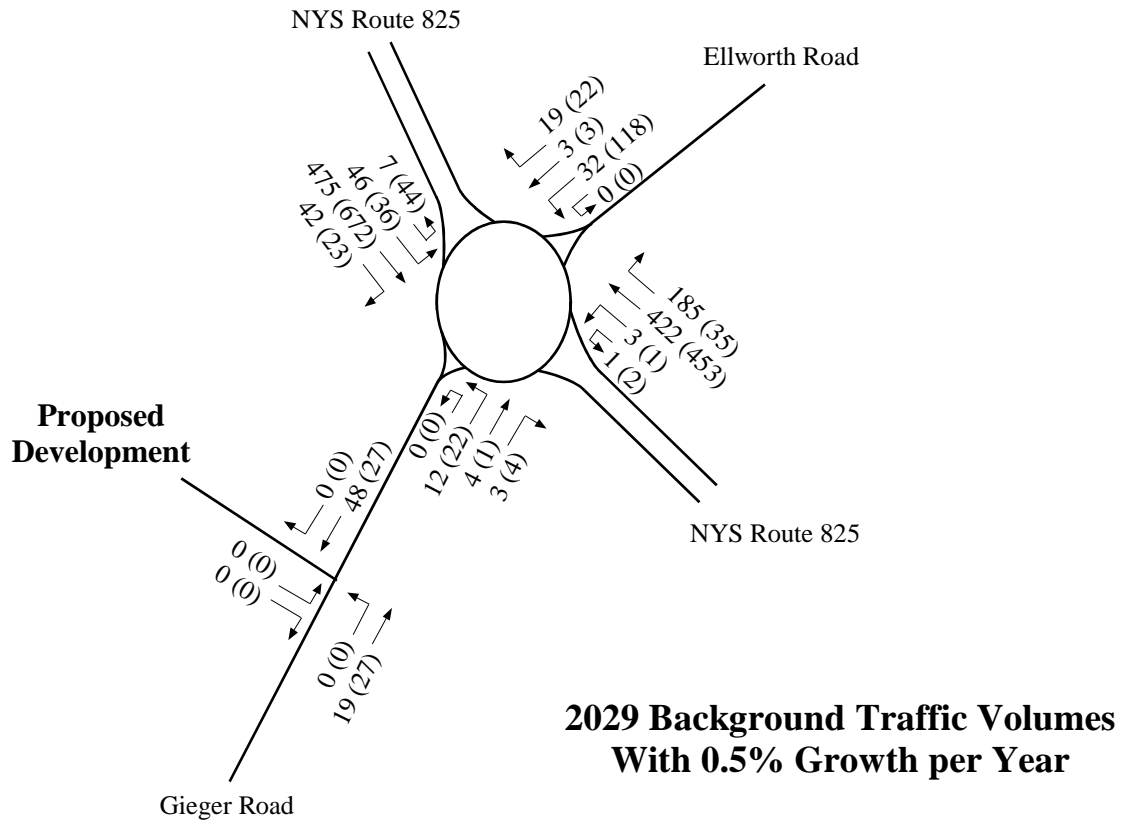 NYS Route 825
Ellworth Road
19 (22)
3 (3)
32 (118)
0 (0)
7 (44)
46 (36)
475 (672)
42 (23)
185 (35)
422 (453)
3 (1)
1 (2)
0 (0)
12 (22)
4 (1)
3 (4)
NYS Route 825
Proposed
Development
0 (0)
48 (27)
0 (0)
0 (0)
0 (0)
19 (27)
2029 Background Traffic Volumes
With 0.5% Growth per Year
Gieger Road